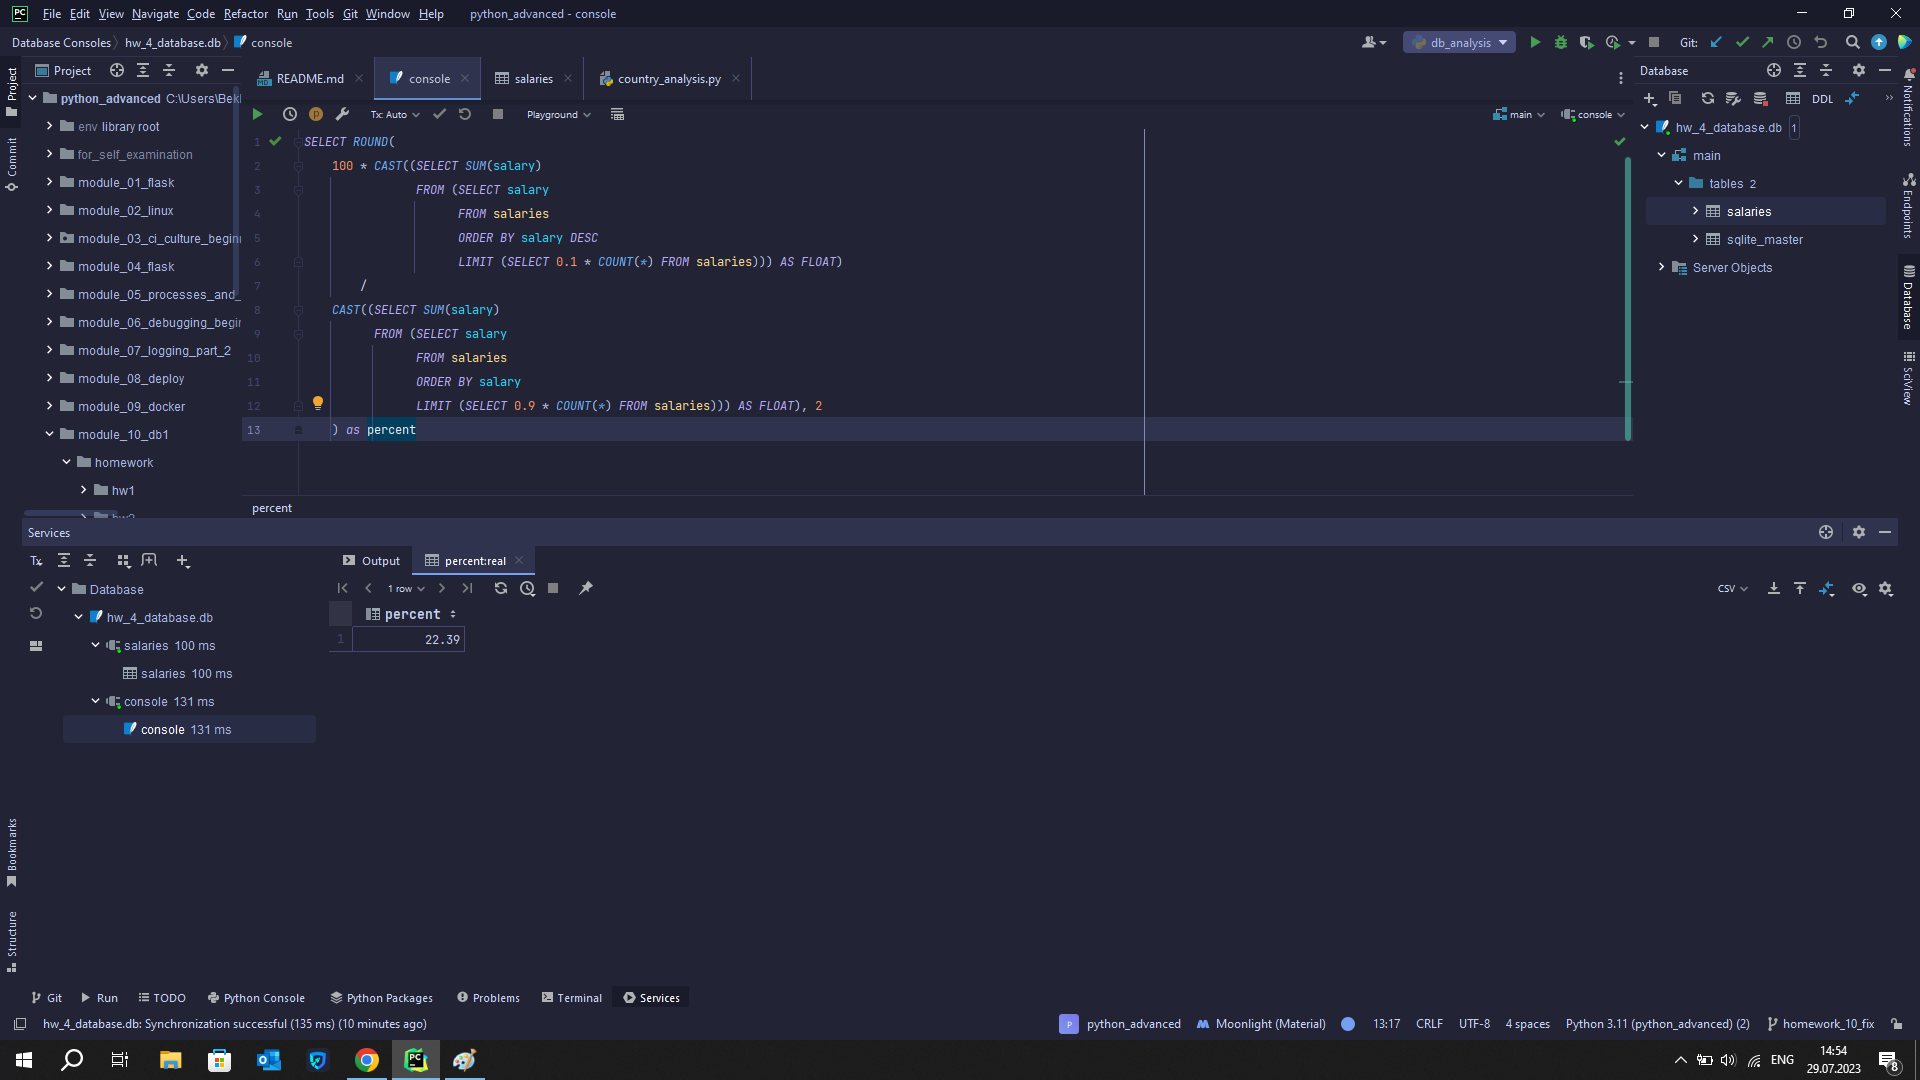 PC File Edit View Navigate Code Refactor Run Tools Git Window Help python_advanced - console
Database Consoles hw_4_database.db console
db_analysis Git:
Project
README.md console salaries country_analysis.py
Database
Tx: Auto Playground main console
DDL
python_advanced C:\Users\Bek
env library root
for_self_examination
module_01_flask
module_02_linux
module_03_ci_culture_begin
module_04_flask
module_05_processes_and_
module_06_debugging_begin
module_07_logging_part_2
module_08_deploy
module_09_docker
module_10_db1
homework
hw1
hw2
1 SELECT ROUND(
2 100 * CAST((SELECT SUM(salary)
3 FROM (SELECT salary
4 FROM salaries
5 ORDER BY salary DESC
6 LIMIT (SELECT 0.1 * COUNT(*) FROM salaries))) AS FLOAT)
7 /
8 CAST((SELECT SUM(salary)
9 FROM (SELECT salary
10 FROM salaries
11 ORDER BY salary
12 LIMIT (SELECT 0.9 * COUNT(*) FROM salaries))) AS FLOAT), 2
13 ) as percent
percent
hw_4_database.db 1
main
tables 2
salaries
sqlite_master
Server Objects
Project
Commit
Bookmarks
Structure
Notifications
Endpoints
Database
SciView
Services
Tx
Output percent:real
1 row
CSV
Database
hw_4_database.db
salaries 100 ms
salaries 100 ms
console 131 ms
console 131 ms
percent
1 22.39
Git Run TODO Python Console Python Packages Problems Terminal Services
hw_4_database.db: Synchronization successful (135 ms) (10 minutes ago)
P python_advanced Moonlight (Material) 13:17 CRLF UTF-8 4 spaces Python 3.11 (python_advanced) (2) homework_10_fix
PC
ENG
14:54
29.07.2023
8